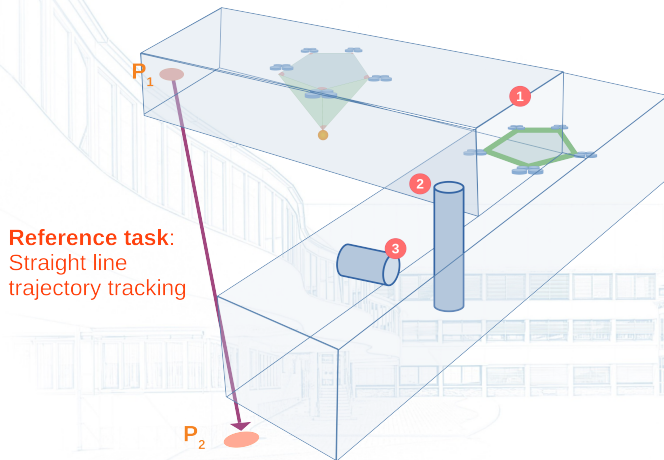 P1
1
2
3
Reference task:
Straight line
trajectory tracking
P2